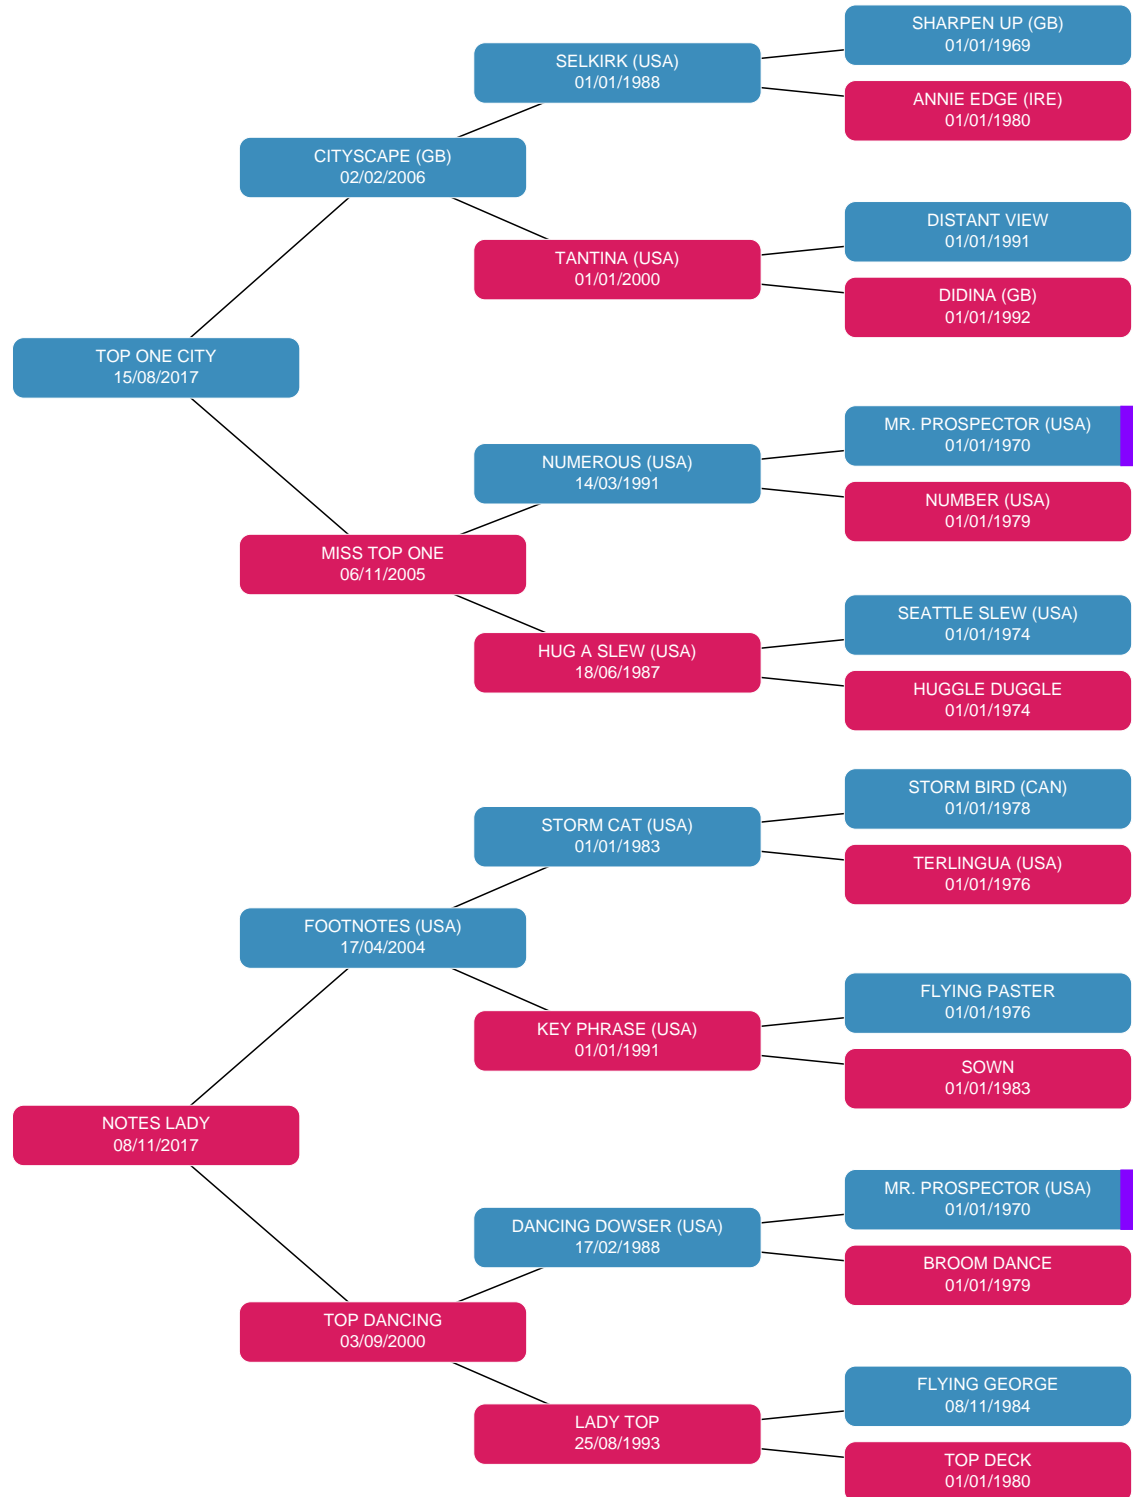 SHARPEN UP (GB)
01/01/1969
SELKIRK (USA)
01/01/1988
ANNIE EDGE (IRE)
01/01/1980
CITYSCAPE (GB)
02/02/2006
DISTANT VIEW
01/01/1991
TANTINA (USA)
01/01/2000
DIDINA (GB)
01/01/1992
TOP ONE CITY
15/08/2017
MR. PROSPECTOR (USA)
01/01/1970
NUMEROUS (USA)
14/03/1991
NUMBER (USA)
01/01/1979
MISS TOP ONE
06/11/2005
SEATTLE SLEW (USA)
01/01/1974
HUG A SLEW (USA)
18/06/1987
HUGGLE DUGGLE
01/01/1974
STORM BIRD (CAN)
01/01/1978
STORM CAT (USA)
01/01/1983
TERLINGUA (USA)
01/01/1976
FOOTNOTES (USA)
17/04/2004
FLYING PASTER
01/01/1976
KEY PHRASE (USA)
01/01/1991
SOWN
01/01/1983
NOTES LADY
08/11/2017
MR. PROSPECTOR (USA)
01/01/1970
DANCING DOWSER (USA)
17/02/1988
BROOM DANCE
01/01/1979
TOP DANCING
03/09/2000
FLYING GEORGE
08/11/1984
LADY TOP
25/08/1993
TOP DECK
01/01/1980